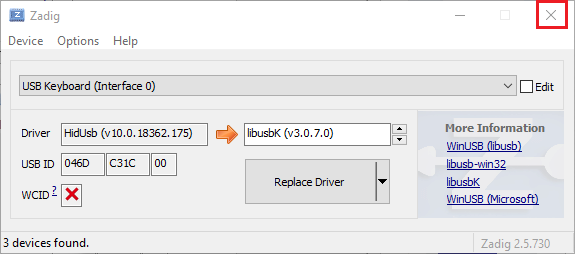 Zadig
Device Options Help
USB Keyboard (Interface 0)
Edit
Driver HidUsb (v10.0.18362.175) libusbK (v3.0.7.0)
USB ID 046D C31C 00
WCID ?
Replace Driver
More Information
WinUSB (libusb)
libusb-win32
libusbK
WinUSB (Microsoft)
3 devices found.
Zadig 2.5.730